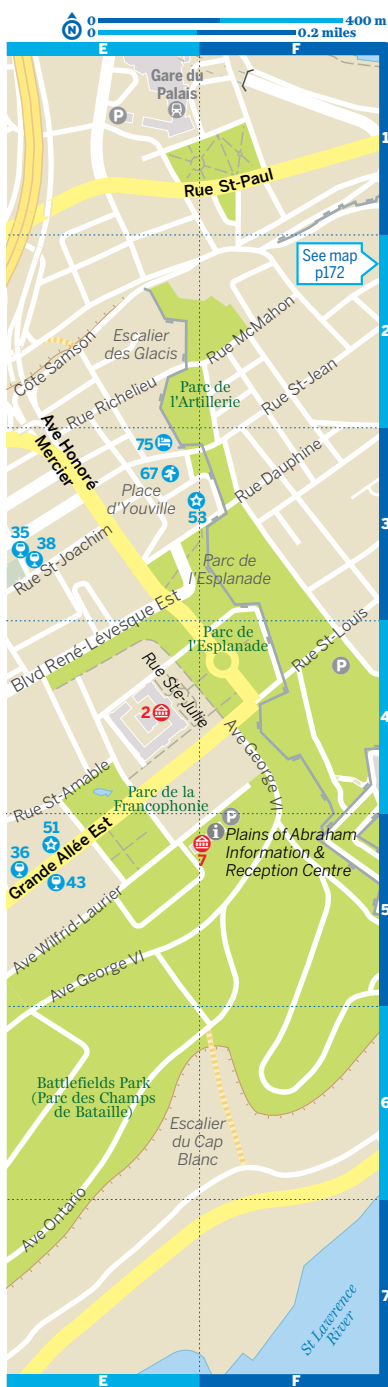 N
0
400 m
0
0.2 miles
E
F
Gare du
Palais
P
1
Rue St-Paul
See map
p172
2
Escalier
des Glacis
Rue McMahon
Côte Samson
Rue Richelieu
Parc de
l'Artillerie
Rue St-Jean
Ave Honoré
Mercier
75
67
Place
d'Youville
53
Rue Dauphine
3
35
38
Rue St-Joachim
Parc de
l'Esplanade
Blvd René-Lévesque Est
Parc de
l'Esplanade
Rue St-Louis
P
Rue Ste-Julie
2
4
Ave George VI
Rue St-Amable
Parc de la
Francophonie
51
36
43
Grande Allée Est
P
i
Plains of Abraham
Information &
Reception Centre
7
5
Ave Wilfrid-Laurier
Ave George VI
Battlefields Park
(Parc des Champs
de Bataille)
6
Escalier
du Cap
Blanc
Ave Ontario
7
St Lawrence
River
E
F